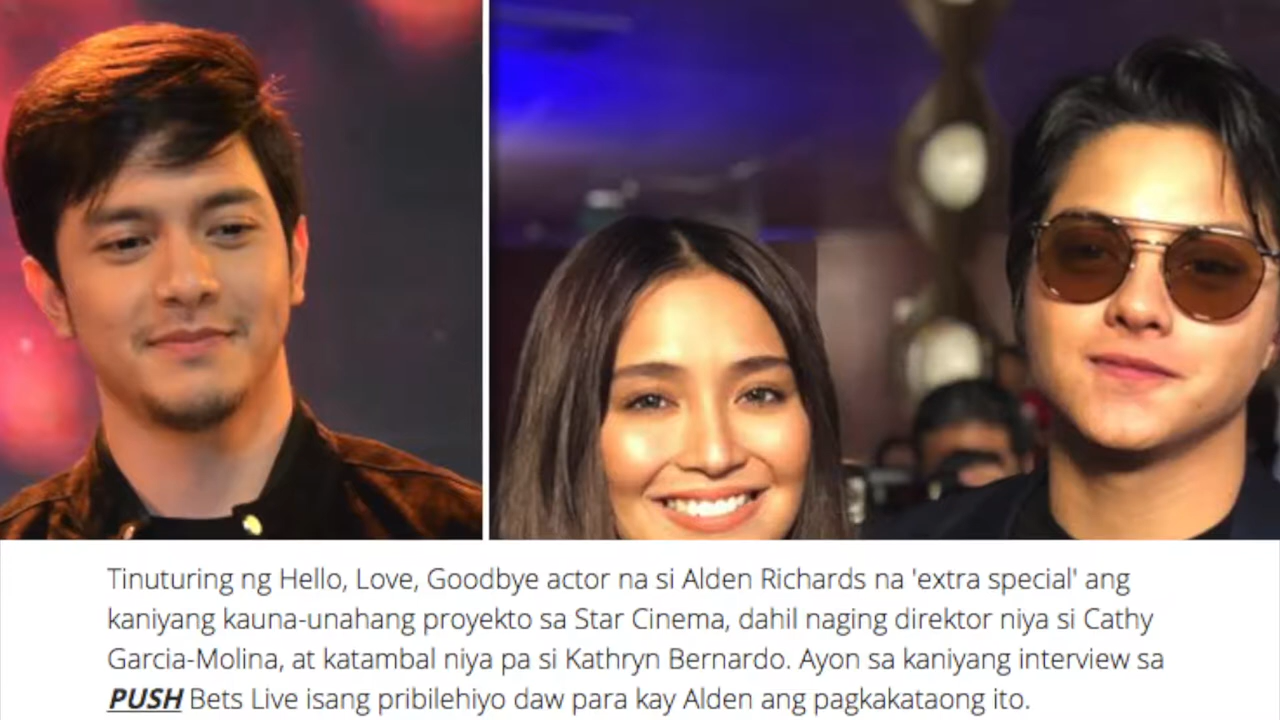 Tinuturing ng Hello, Love, Goodbye actor na si Alden Richards na 'extra special' ang
kaniyang kauna-unahang proyekto sa Star Cinema, dahil naging direktor niya si Cathy
Garcia-Molina, at katambal niya pa si Kathryn Bernardo. Ayon sa kaniyang interview sa
PUSH Bets Live isang pribilehiyo daw para kay Alden ang pagkakataong ito.